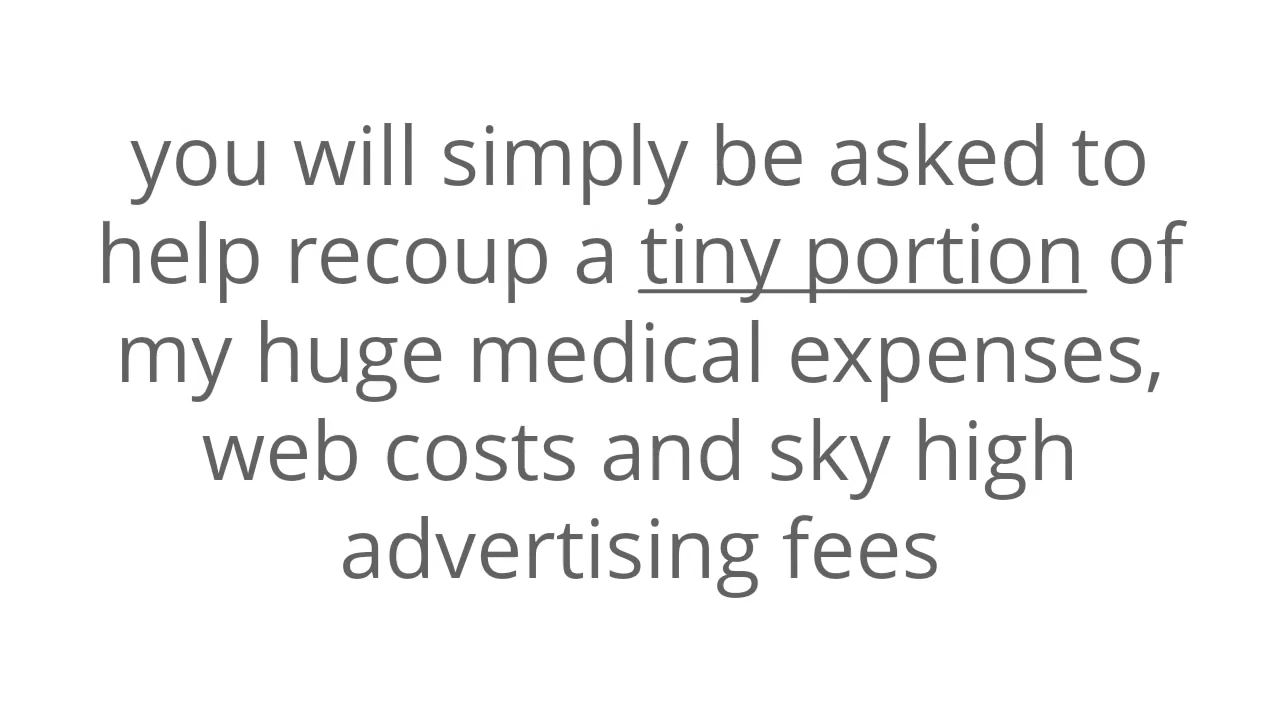 you will simply be asked to
help recoup a tiny portion of
my huge medical expenses,
web costs and sky high
advertising fees